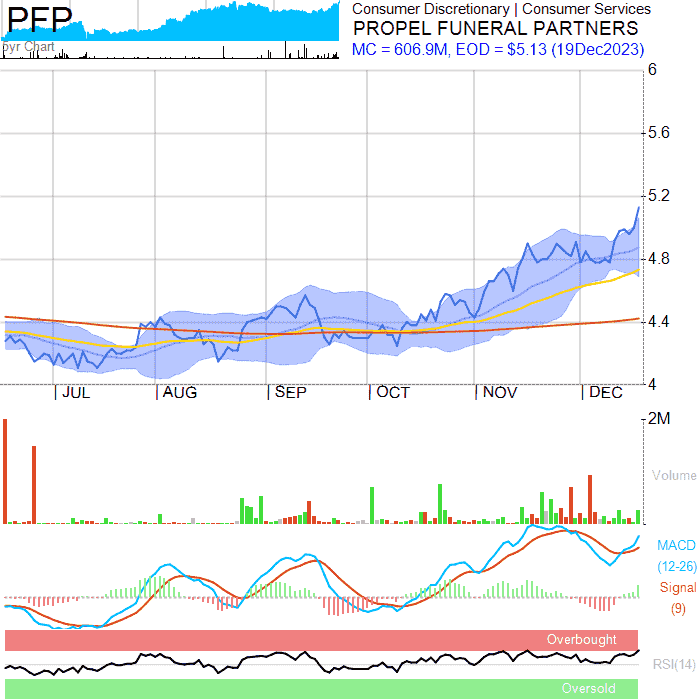 PFP
5yr Chart
Consumer Discretionary | Consumer Services
PROPEL FUNERAL PARTNERS
MC = 606.9M, EOD = $5.13 (19Dec2023)
6
5.6
5.2
4.8
4.4
4
JUL AUG SEP OCT NOV DEC
2M
Volume
MACD
(12-26)
Signal
(9)
Overbought
RSI(14)
Oversold